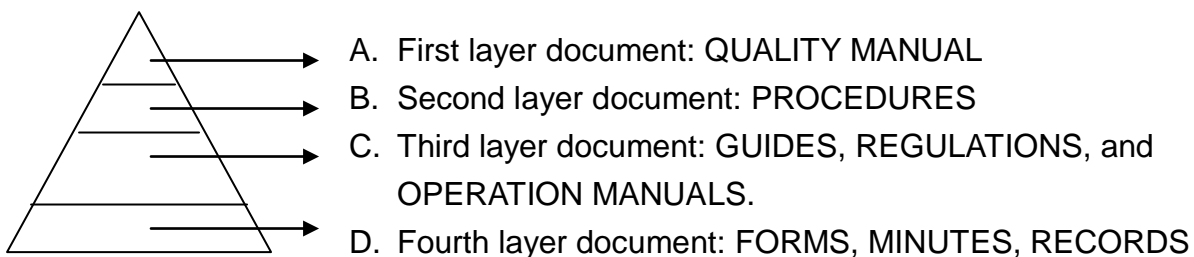 A. First layer document: QUALITY MANUAL
B. Second layer document: PROCEDURES
C. Third layer document: GUIDES, REGULATIONS, and
OPERATION MANUALS.
D. Fourth layer document: FORMS, MINUTES, RECORDS